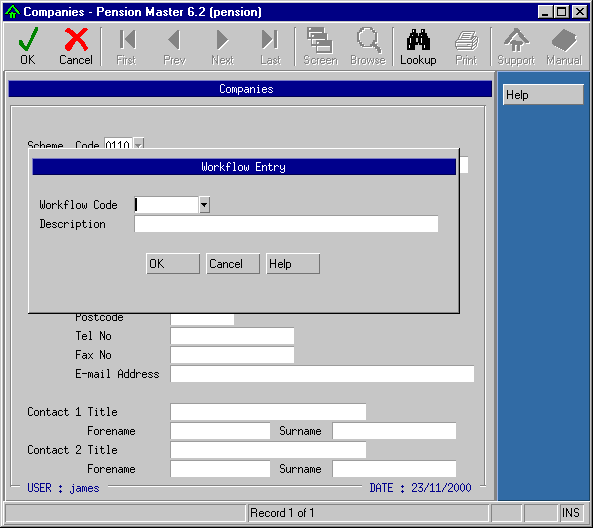 Companies - Pension Master 6.2 (pension)
OK Cancel First Prev Next Last Screen Browse Lookup Print Support Manual
Companies
Help
Scheme Code 0110
Workflow Entry
Workflow Code
Description
OK Cancel Help
Postcode
Tel No
Fax No
E-mail Address
Contact 1 Title
Forename Surname
Contact 2 Title
Forename Surname
USER : james DATE : 23/11/2000
Record 1 of 1 INS